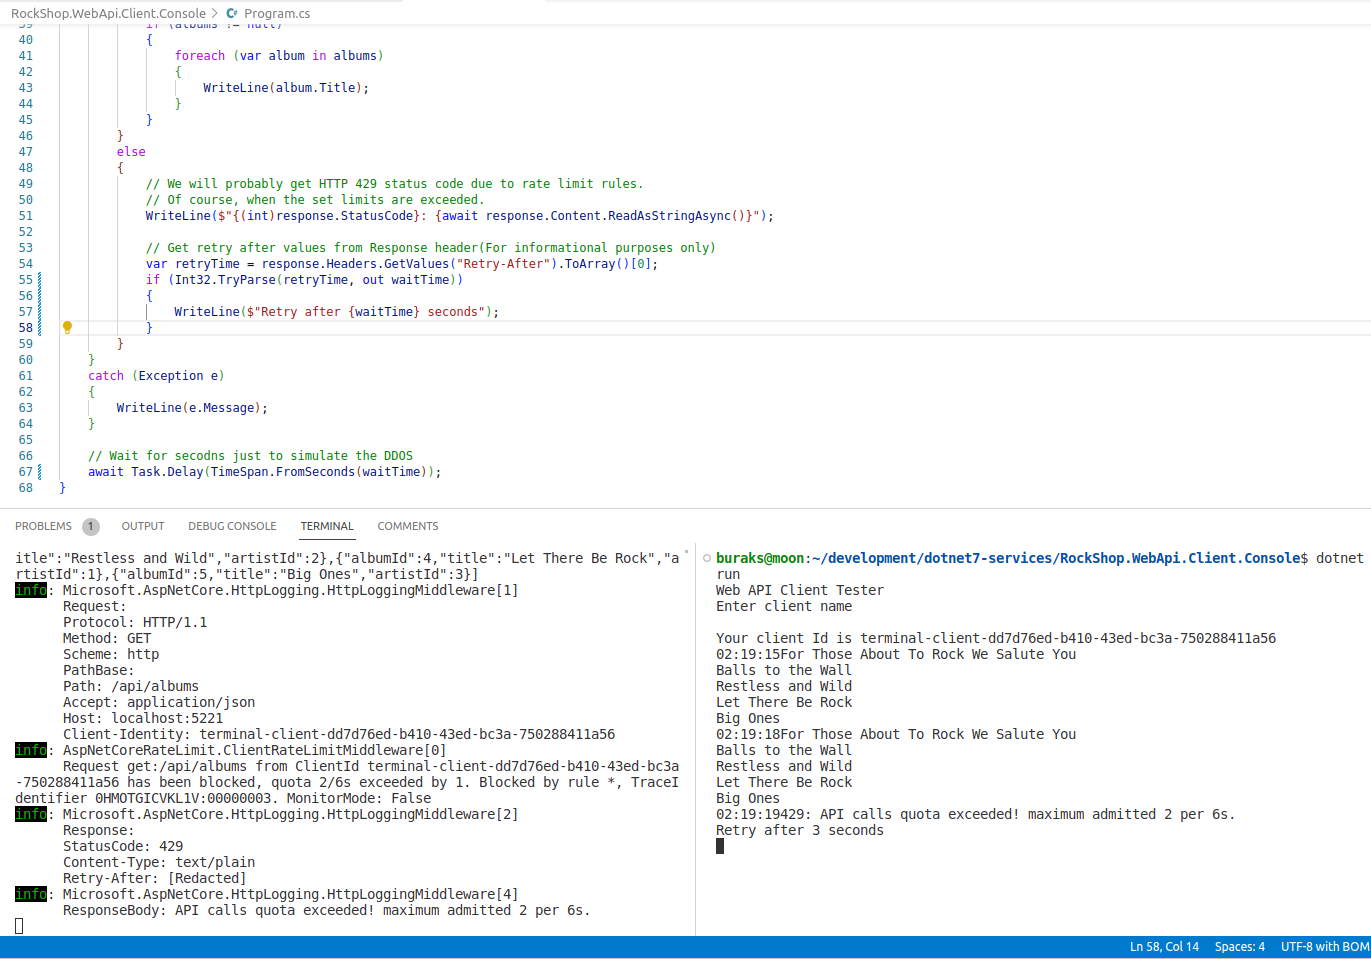 RockShop.WebApi.Client.Console > Program.cs
39 if (albums != null)
40 {
41 foreach (var album in albums)
42 {
43 WriteLine(album.Title);
44 }
45 }
46 }
47 else
48 {
49 // We will probably get HTTP 429 status code due to rate limit rules.
50 // Of course, when the set limits are exceeded.
51 WriteLine($"{(int)response.StatusCode}: {await response.Content.ReadAsStringAsync()}");
52
53 // Get retry after values from Response header(For informational purposes only)
54 var retryTime = response.Headers.GetValues("Retry-After").ToArray()[0];
55 if (Int32.TryParse(retryTime, out waitTime))
56 {
57 WriteLine($"Retry after {waitTime} seconds");
58 }
59 }
60 }
61 catch (Exception e)
62 {
63 WriteLine(e.Message);
64 }
65
66 // Wait for secodns just to simulate the DDOS
67 await Task.Delay(TimeSpan.FromSeconds(waitTime));
68 }
PROBLEMS 1 OUTPUT DEBUG CONSOLE TERMINAL COMMENTS
itle":"Restless and Wild","artistId":2},{"albumId":4,"title":"Let There Be Rock","a
rtistId":1},{"albumId":5,"title":"Big Ones","artistId":3}]
info: Microsoft.AspNetCore.HttpLogging.HttpLoggingMiddleware[1]
Request:
Protocol: HTTP/1.1
Method: GET
Scheme: http
PathBase:
Path: /api/albums
Accept: application/json
Host: localhost:5221
Client-Identity: terminal-client-dd7d76ed-b410-43ed-bc3a-750288411a56
info: AspNetCoreRateLimit.ClientRateLimitMiddleware[0]
Request get:/api/albums from ClientId terminal-client-dd7d76ed-b410-43ed-bc3a
-750288411a56 has been blocked, quota 2/6s exceeded by 1. Blocked by rule *, TraceI
dentifier 0HMOTGICVKL1V:00000003. MonitorMode: False
info: Microsoft.AspNetCore.HttpLogging.HttpLoggingMiddleware[2]
Response:
StatusCode: 429
Content-Type: text/plain
Retry-After: [Redacted]
info: Microsoft.AspNetCore.HttpLogging.HttpLoggingMiddleware[4]
ResponseBody: API calls quota exceeded! maximum admitted 2 per 6s.
buraks@moon:~/development/dotnet7-services/RockShop.WebApi.Client.Console$ dotnet
run
Web API Client Tester
Enter client name
Your client Id is terminal-client-dd7d76ed-b410-43ed-bc3a-750288411a56
02:19:15For Those About To Rock We Salute You
Balls to the Wall
Restless and Wild
Let There Be Rock
Big Ones
02:19:18For Those About To Rock We Salute You
Balls to the Wall
Restless and Wild
Let There Be Rock
Big Ones
02:19:19429: API calls quota exceeded! maximum admitted 2 per 6s.
Retry after 3 seconds
Ln 58, Col 14 Spaces: 4 UTF-8 with BOM